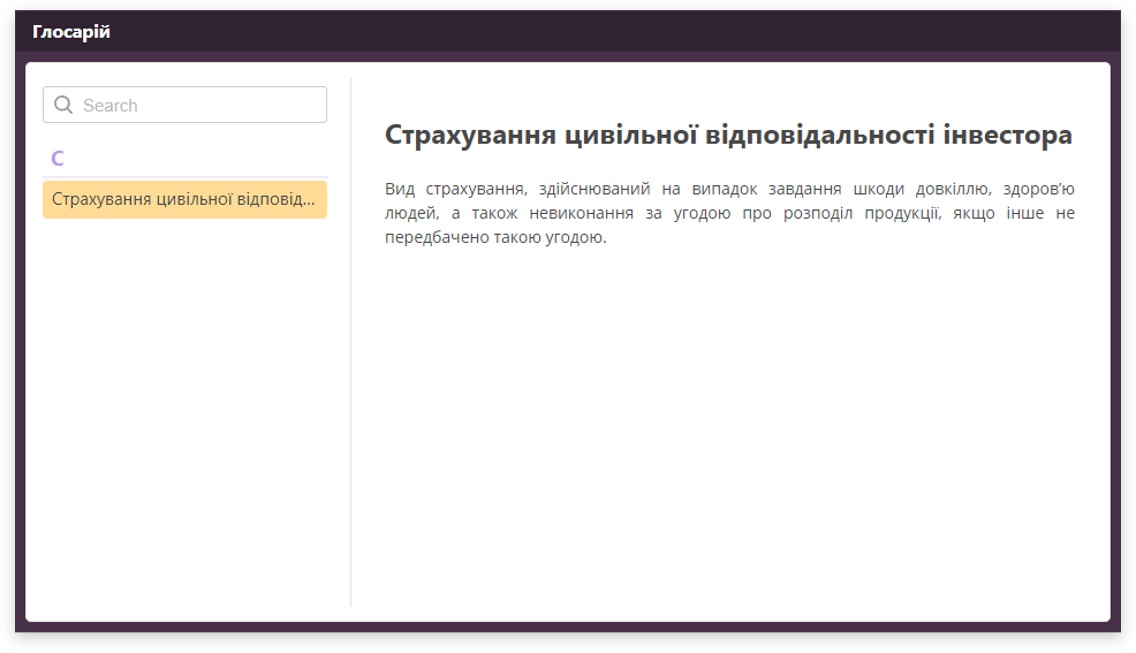 Глосарій
Search
С
Страхування цивільної відповід...
Страхування цивільної відповідальності інвестора
Вид страхування, здійснюваний на випадок завдання шкоди довкіллю, здоров’ю
людей, а також невиконання за угодою про розподіл продукції, якщо інше не
передбачено такою угодою.